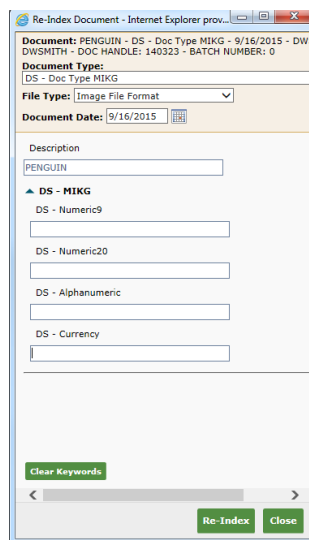 Re-Index Document - Internet Explorer prov...
Document: PENGUIN - DS - Doc Type MIKG - 9/16/2015 - DW
DWSMITH - DOC HANDLE: 140323 - BATCH NUMBER: 0
Document Type:
DS - Doc Type MIKG
File Type: Image File Format
Document Date: 9/16/2015
Description
PENGUIN
DS - MIKG
DS - Numeric9
DS - Numeric20
DS - Alphanumeric
DS - Currency
Clear Keywords
Re-Index Close